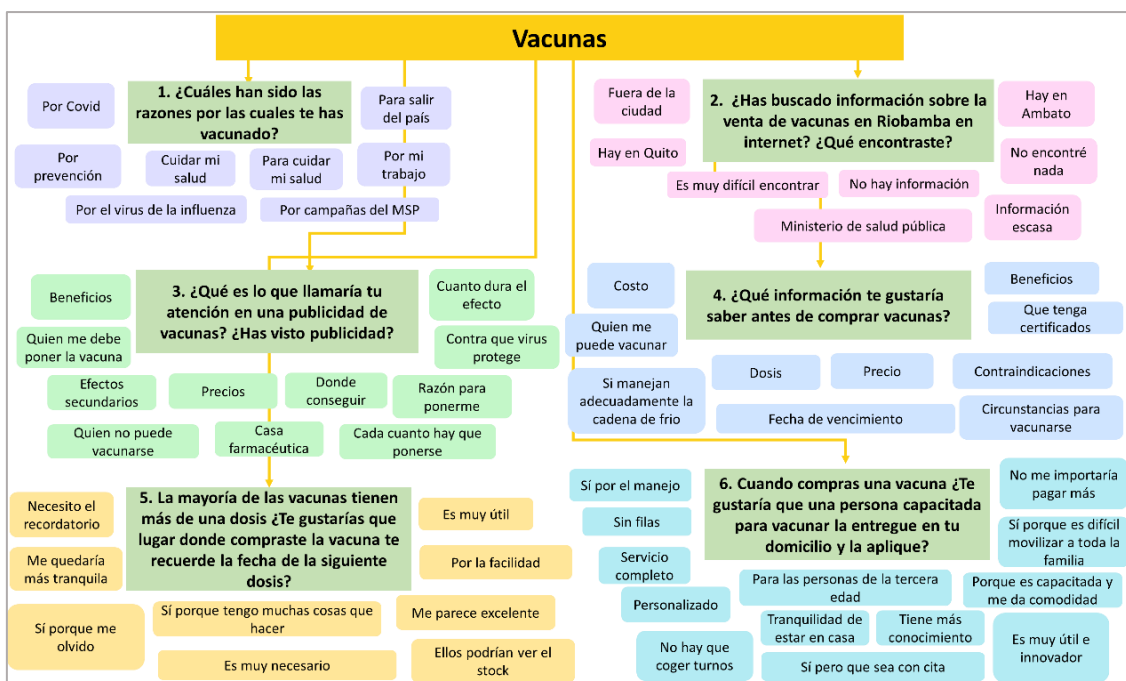 Vacunas
1. ¿Cuáles han sido las
razones por las cuales te has
vacunado?
Por Covid
Para salir
del país
Por
prevención
Cuidar mi
salud
Para cuidar
mi salud
Por mi
trabajo
Por el virus de la influenza
Por campañas del MSP
2. ¿Has buscado información sobre la
venta de vacunas en Riobamba en
internet? ¿Qué encontraste?
Fuera de la
ciudad
Hay en
Ambato
Hay en Quito
No encontré
nada
Es muy difícil encontrar
No hay información
Ministerio de salud pública
Información
escasa
3. ¿Qué es lo que llamaría tu
atención en una publicidad de
vacunas? ¿Has visto publicidad?
Beneficios
Cuanto dura el
efecto
Quien me debe
poner la vacuna
Contra que virus
protege
Efectos
secundarios
Precios
Donde
conseguir
Razón para
ponerme
Quien no puede
vacunarse
Casa
farmacéutica
Cada cuanto hay que
ponerse
4. ¿Qué información te gustaría
saber antes de comprar vacunas?
Costo
Beneficios
Quien me
puede vacunar
Que tenga
certificados
Si manejan
adecuadamente la
cadena de frio
Dosis
Precio
Contraindicaciones
Fecha de vencimiento
Circunstancias para
vacunarse
5. La mayoría de las vacunas tienen
más de una dosis ¿Te gustarías que
lugar donde compraste la vacuna te
recuerde la fecha de la siguiente
dosis?
Necesito el
recordatorio
Es muy útil
Me quedaría
más tranquila
Por la facilidad
Sí porque me
olvido
Sí porque tengo muchas cosas que
hacer
Me parece excelente
Es muy necesario
Ellos podrían ver el
stock
6. Cuando compras una vacuna ¿Te
gustaría que una persona capacitada
para vacunar la entregue en tu
domicilio y la aplique?
Sí por el manejo
No me importaría
pagar más
Sin filas
Sí porque es difícil
movilizar a toda la
familia
Servicio
completo
Para las personas de la tercera
edad
Porque es capacitada y
me da comodidad
Personalizado
Tranquilidad de
estar en casa
Tiene más
conocimiento
No hay que
coger turnos
Sí pero que sea con cita
Es muy útil e
innovador